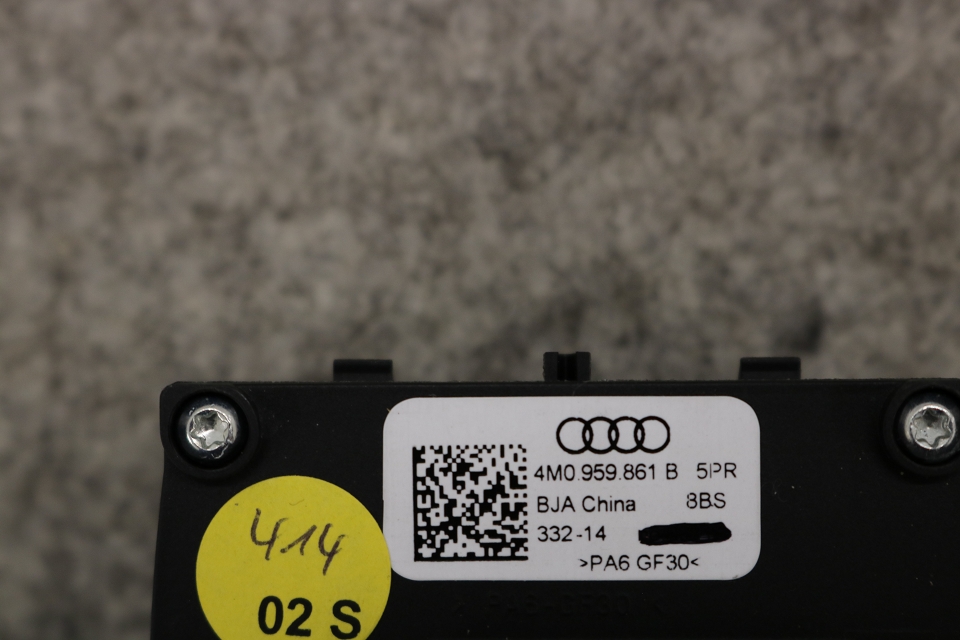 4M0.959.861 B 5PR
BJA China 8BS
332-14
>PA6 GF30<
414
02 S